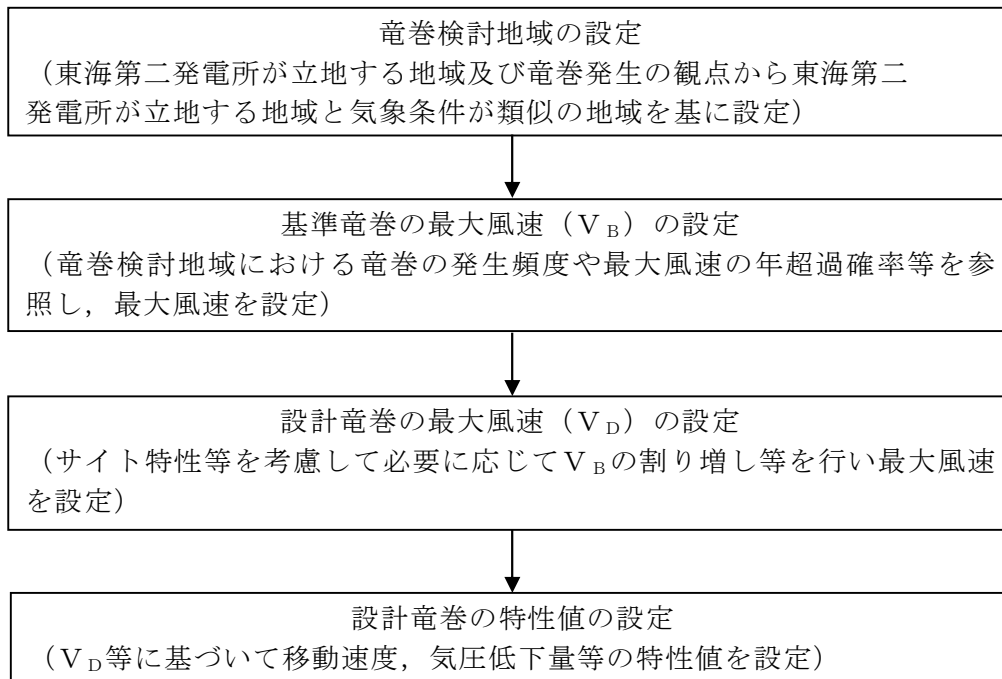 竜巻検討地域の設定
（東海第二発電所が立地する地域及び竜巻発生の観点から東海第二
発電所が立地する地域と気象条件が類似の地域を基に設定）
基準竜巻の最大風速（ＶＢ）の設定
（竜巻検討地域における竜巻の発生頻度や最大風速の年超過確率等を参
照し，最大風速を設定）
設計竜巻の最大風速（ＶＤ）の設定
（サイト特性等を考慮して必要に応じてＶＢの割り増し等を行い最大風速
を設定）
設計竜巻の特性値の設定
（ＶＤ等に基づいて移動速度，気圧低下量等の特性値を設定）